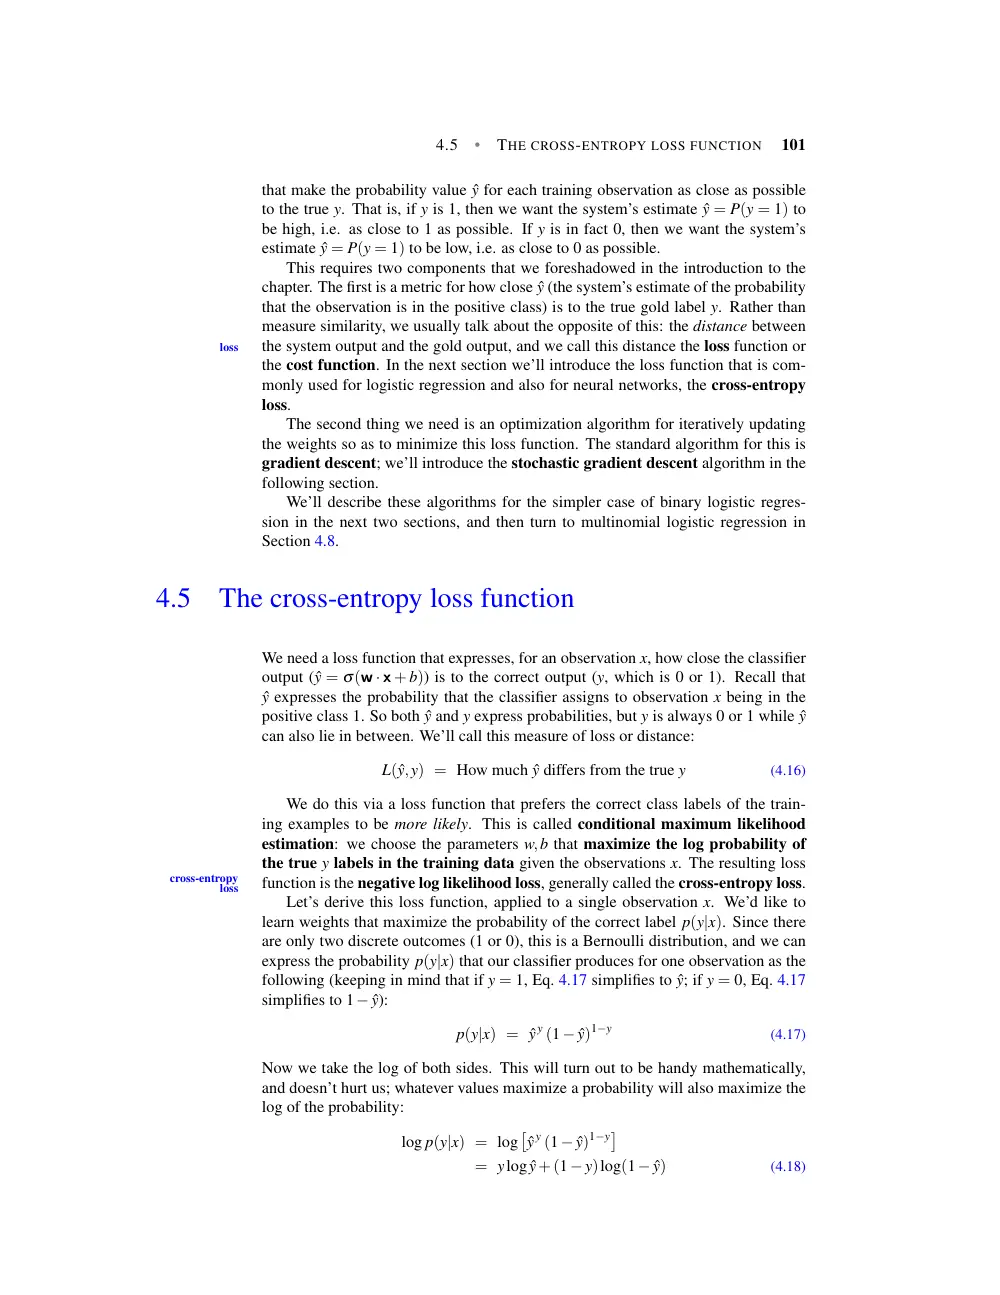 4.5 • THE CROSS-ENTROPY LOSS FUNCTION 101
that make the probability value ŷ for each training observation as close as possible
to the true y. That is, if y is 1, then we want the system's estimate ŷ = P(y = 1) to
be high, i.e. as close to 1 as possible. If y is in fact 0, then we want the system's
estimate ŷ = P(y = 1) to be low, i.e. as close to 0 as possible.
This requires two components that we foreshadowed in the introduction to the
chapter. The first is a metric for how close ŷ (the system's estimate of the probability
that the observation is in the positive class) is to the true gold label y. Rather than
measure similarity, we usually talk about the opposite of this: the distance between
loss
the system output and the gold output, and we call this distance the loss function or
the cost function. In the next section we'll introduce the loss function that is com-
monly used for logistic regression and also for neural networks, the cross-entropy
loss.
The second thing we need is an optimization algorithm for iteratively updating
the weights so as to minimize this loss function. The standard algorithm for this is
gradient descent; we'll introduce the stochastic gradient descent algorithm in the
following section.
We'll describe these algorithms for the simpler case of binary logistic regres-
sion in the next two sections, and then turn to multinomial logistic regression in
Section 4.8.
4.5 The cross-entropy loss function
We need a loss function that expresses, for an observation x, how close the classifier
output (ŷ = σ(w · x + b)) is to the correct output (y, which is 0 or 1). Recall that
ŷ expresses the probability that the classifier assigns to observation x being in the
positive class 1. So both ŷ and y express probabilities, but y is always 0 or 1 while ŷ
can also lie in between. We'll call this measure of loss or distance:
L(ŷ, y) = How much ŷ differs from the true y (4.16)
We do this via a loss function that prefers the correct class labels of the train-
ing examples to be more likely. This is called conditional maximum likelihood
estimation: we choose the parameters w, b that maximize the log probability of
the true y labels in the training data given the observations x. The resulting loss
cross-entropy
loss
function is the negative log likelihood loss, generally called the cross-entropy loss.
Let's derive this loss function, applied to a single observation x. We'd like to
learn weights that maximize the probability of the correct label p(y|x). Since there
are only two discrete outcomes (1 or 0), this is a Bernoulli distribution, and we can
express the probability p(y|x) that our classifier produces for one observation as the
following (keeping in mind that if y = 1, Eq. 4.17 simplifies to ŷ; if y = 0, Eq. 4.17
simplifies to 1 − ŷ):
p(y|x) = ŷ^y (1 − ŷ)^{1−y} (4.17)
Now we take the log of both sides. This will turn out to be handy mathematically,
and doesn't hurt us; whatever values maximize a probability will also maximize the
log of the probability:
log p(y|x) = log [ŷ^y (1 − ŷ)^{1−y}]
= y log ŷ + (1 − y) log(1 − ŷ) (4.18)